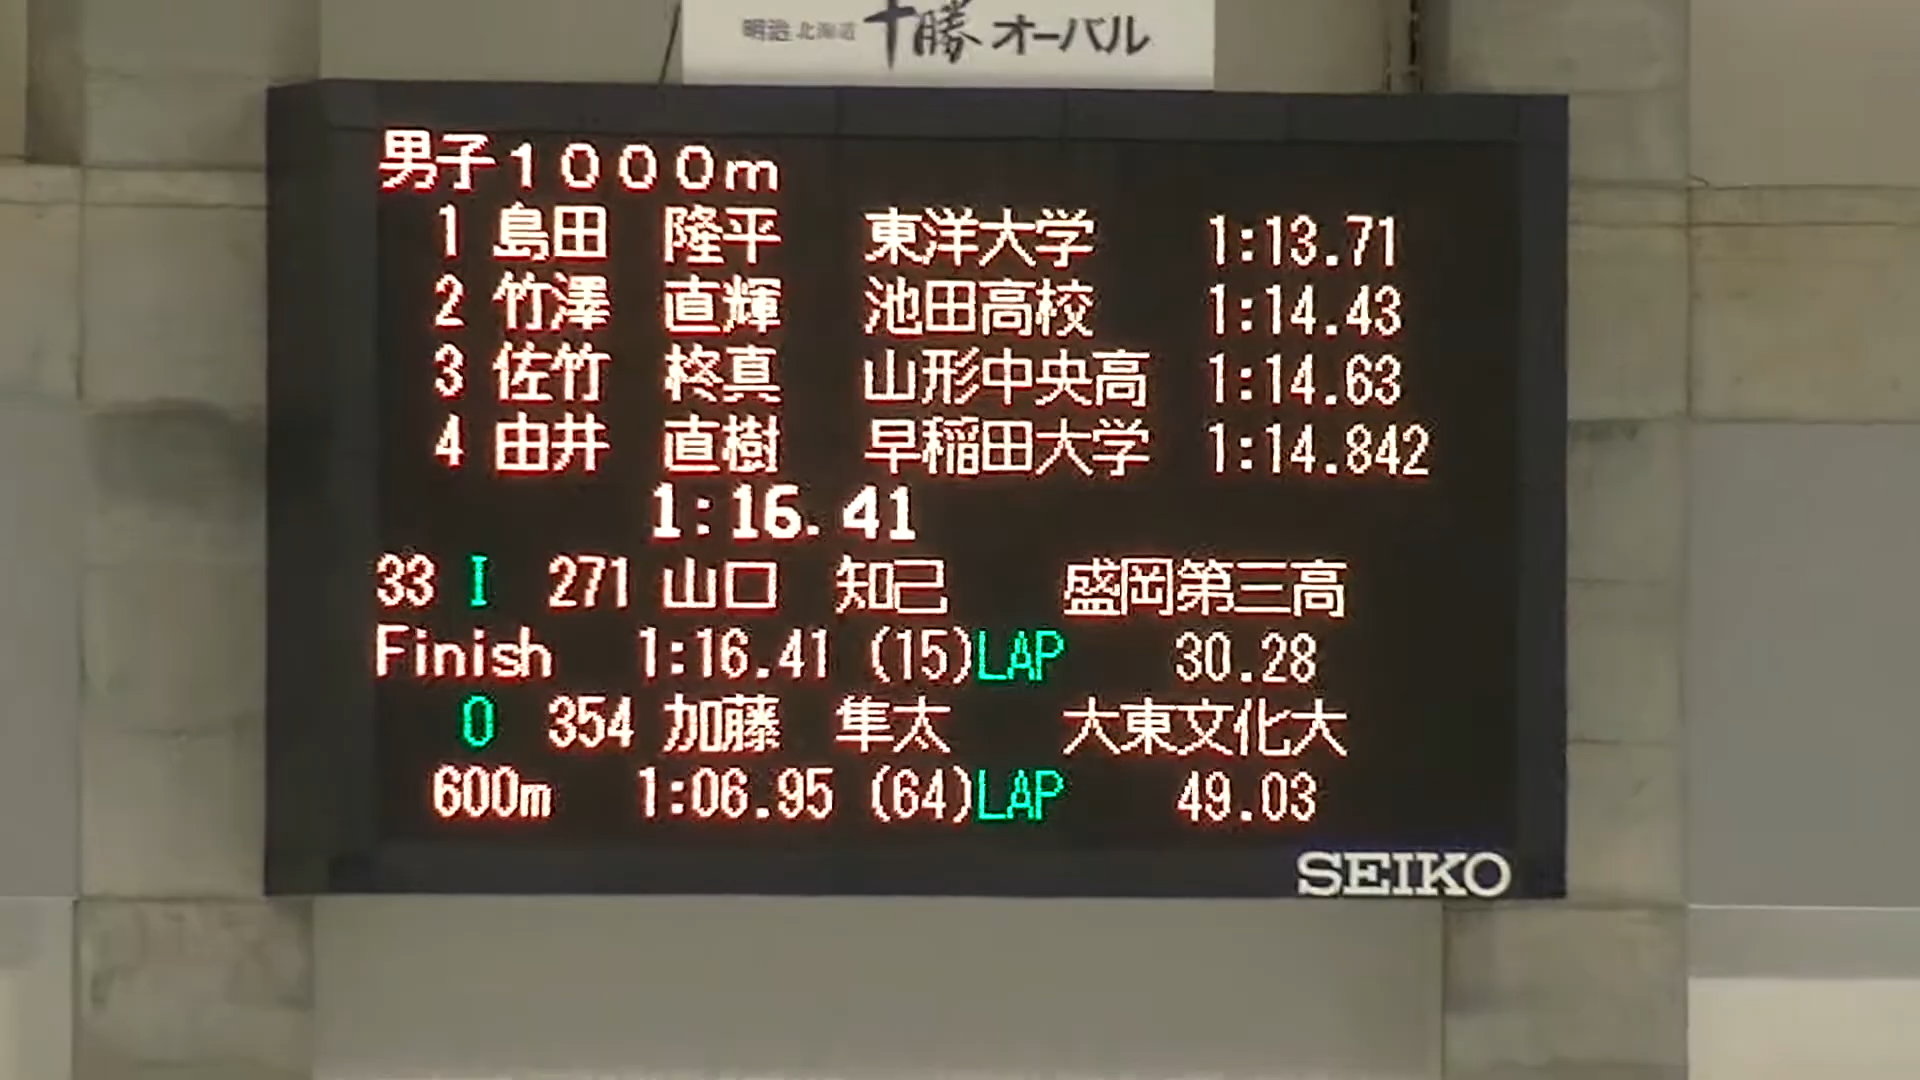 明治北海道十勝オーバル
男子1000m
1 島田 隆平 東洋大学 1:13.71
2 竹澤 直輝 池田高校 1:14.43
3 佐竹 柊真 山形中央高 1:14.63
4 由井 直樹 早稲田大学 1:14.842
1:16.41
33 I 271 山口 知己 盛岡第三高
Finish 1:16.41 (15)LAP 30.28
O 354 加藤 隼太 大東文化大
600m 1:06.95 (64)LAP 49.03
SEIKO